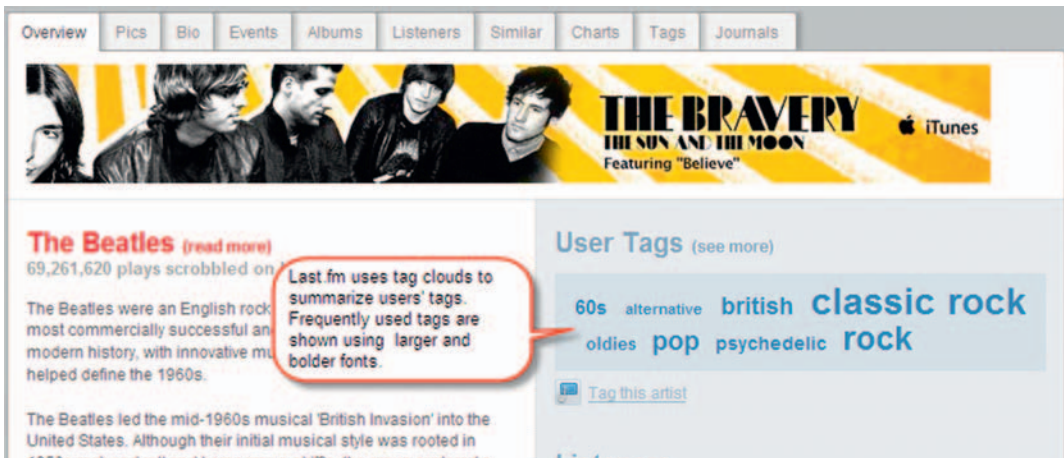 Overview Pics Bio Events Albums Listeners Similar Charts Tags Journals
THE BRAVERY
THE SUN AND THE MOON
Featuring "Believe"
iTunes
The Beatles (read more)
69,261,620 plays scrobbled on
The Beatles were an English rock
most commercially successful an
modern history, with innovative mu
helped define the 1960s.
The Beatles led the mid-1960s musical 'British Invasion' into the
United States. Although their initial musical style was rooted in
Last.fm uses tag clouds to
summarize users' tags.
Frequently used tags are
shown using larger and
bolder fonts.
User Tags (see more)
60s alternative british classic rock
oldies pop psychedelic rock
Tag this artist